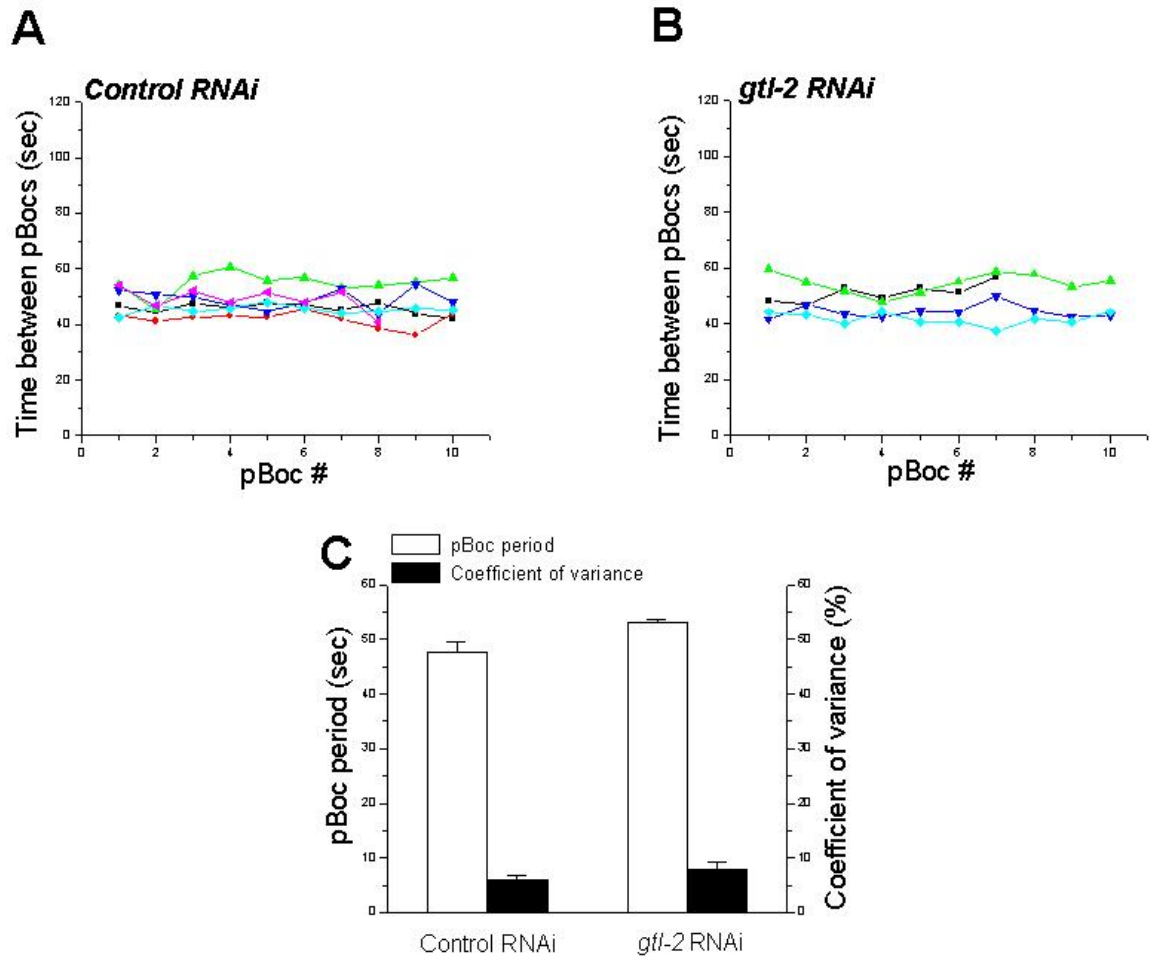 A
Control RNAi
Time between pBocs (sec)
120
100
80
60
40
20
0
0 2 4 6 8 10
pBoc #
B
gtl-2 RNAi
Time between pBocs (sec)
120
100
80
60
40
20
0
0 2 4 6 8 10
pBoc #
C
pBoc period
Coefficient of variance
pBoc period (sec)
60
50
40
30
20
10
0
60
50
40
30
20
10
0
Coefficient of variance (%)
Control RNAi
gtl-2 RNAi